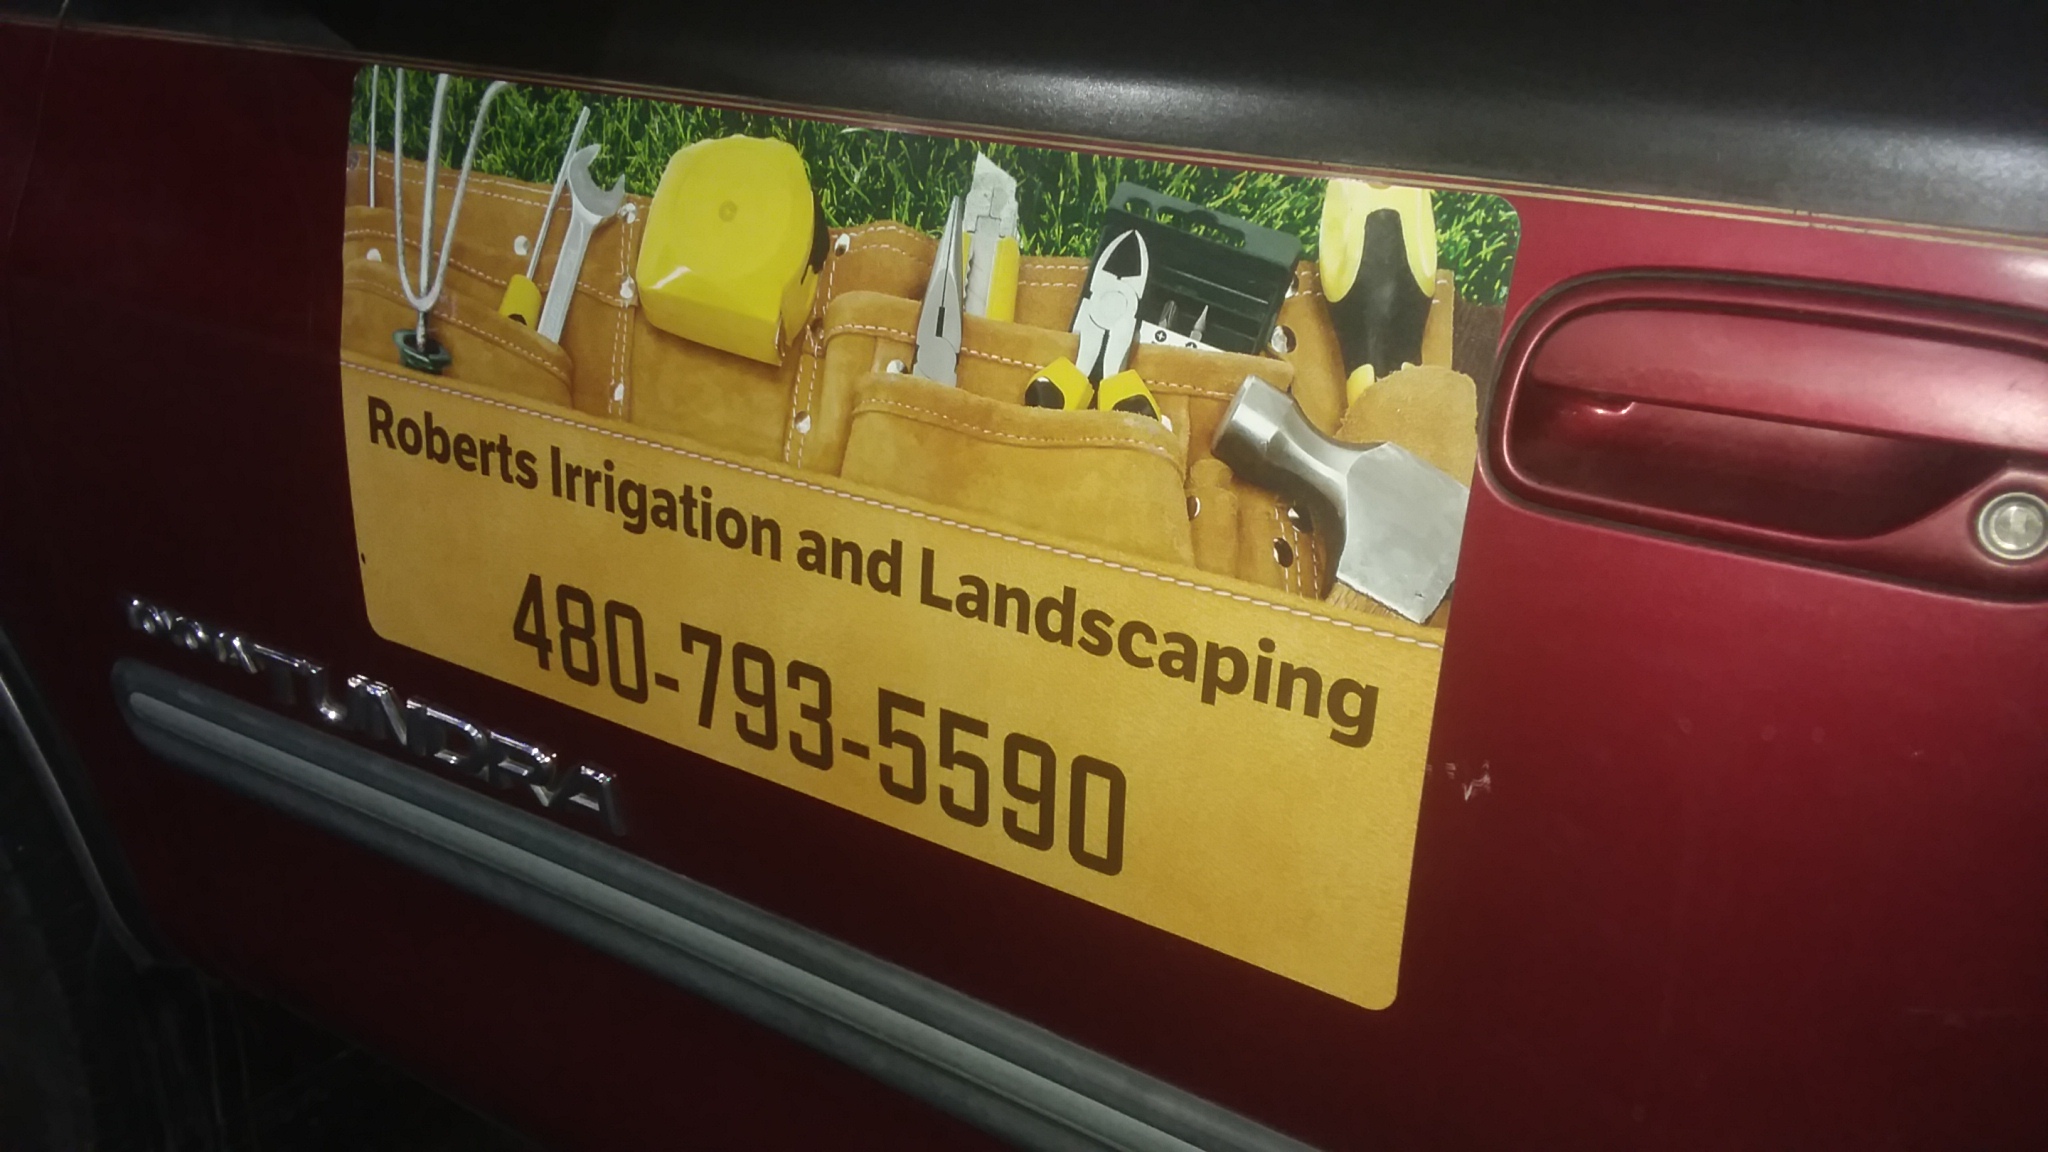 Roberts Irrigation and Landscaping
480-793-5590
TUNDRA